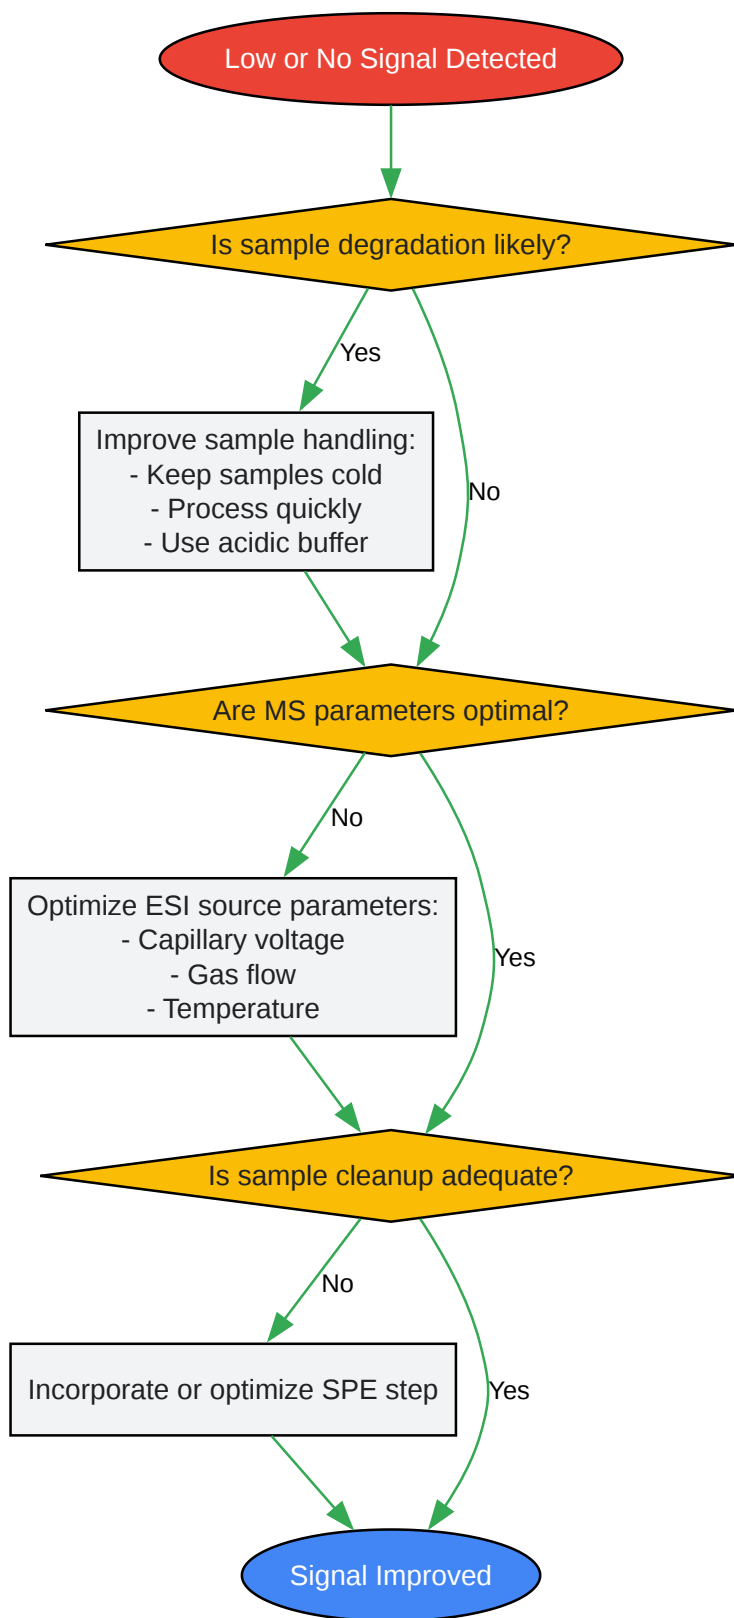 Low or No Signal Detected
Is sample degradation likely?
Yes
Improve sample handling:
- Keep samples cold
- Process quickly
- Use acidic buffer
No
Are MS parameters optimal?
No
Optimize ESI source parameters:
- Capillary voltage
- Gas flow
- Temperature
Yes
Is sample cleanup adequate?
No
Incorporate or optimize SPE step
Yes
Signal Improved